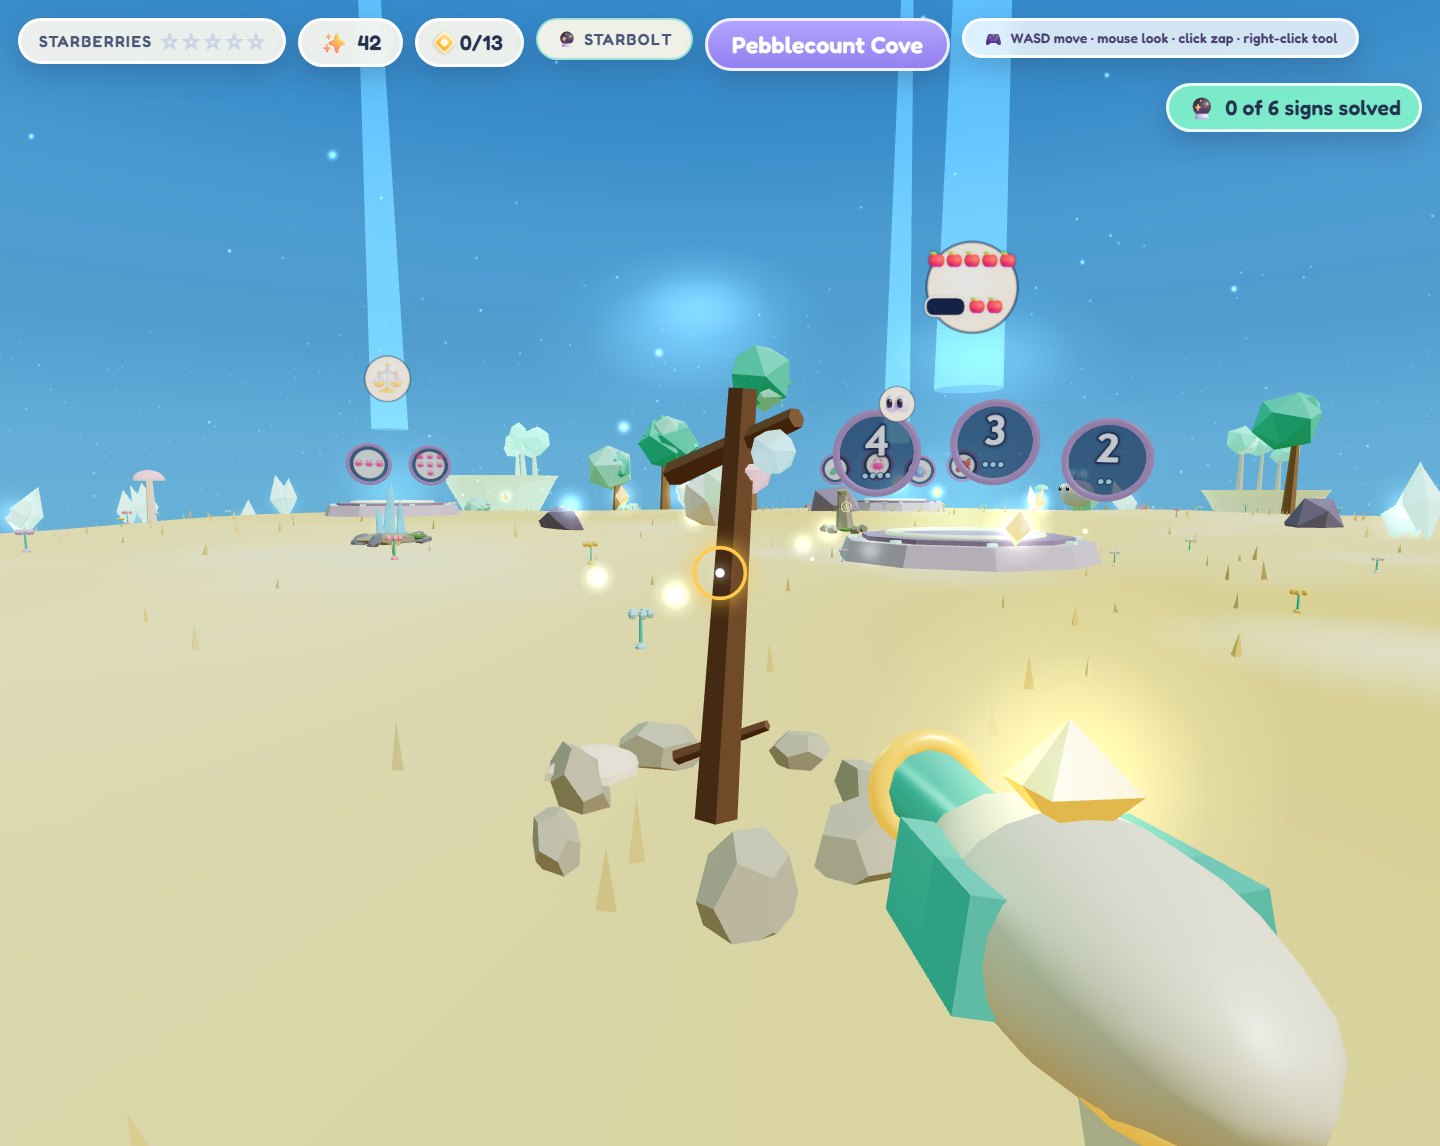 STARBERRIES
42
0/13
STARBOLT
Pebblecount Cove
WASD move · mouse look · click zap · right-click tool
0 of 6 signs solved
4
3
2